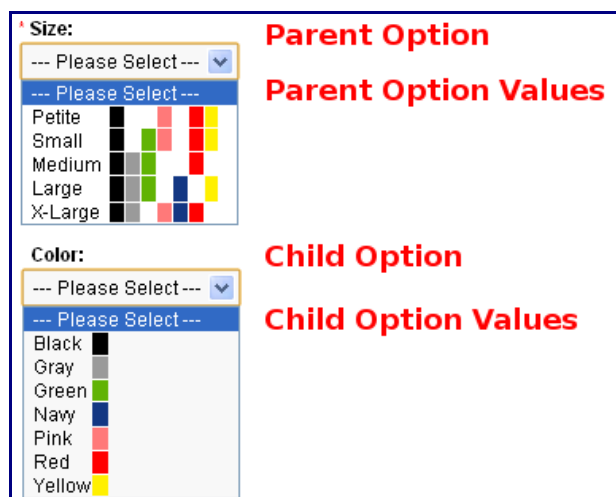 * Size:
Parent Option
--- Please Select ---
Parent Option Values
--- Please Select ---
Petite
Small
Medium
Large
X-Large
Color:
Child Option
--- Please Select ---
Child Option Values
--- Please Select ---
Black
Gray
Green
Navy
Pink
Red
Yellow